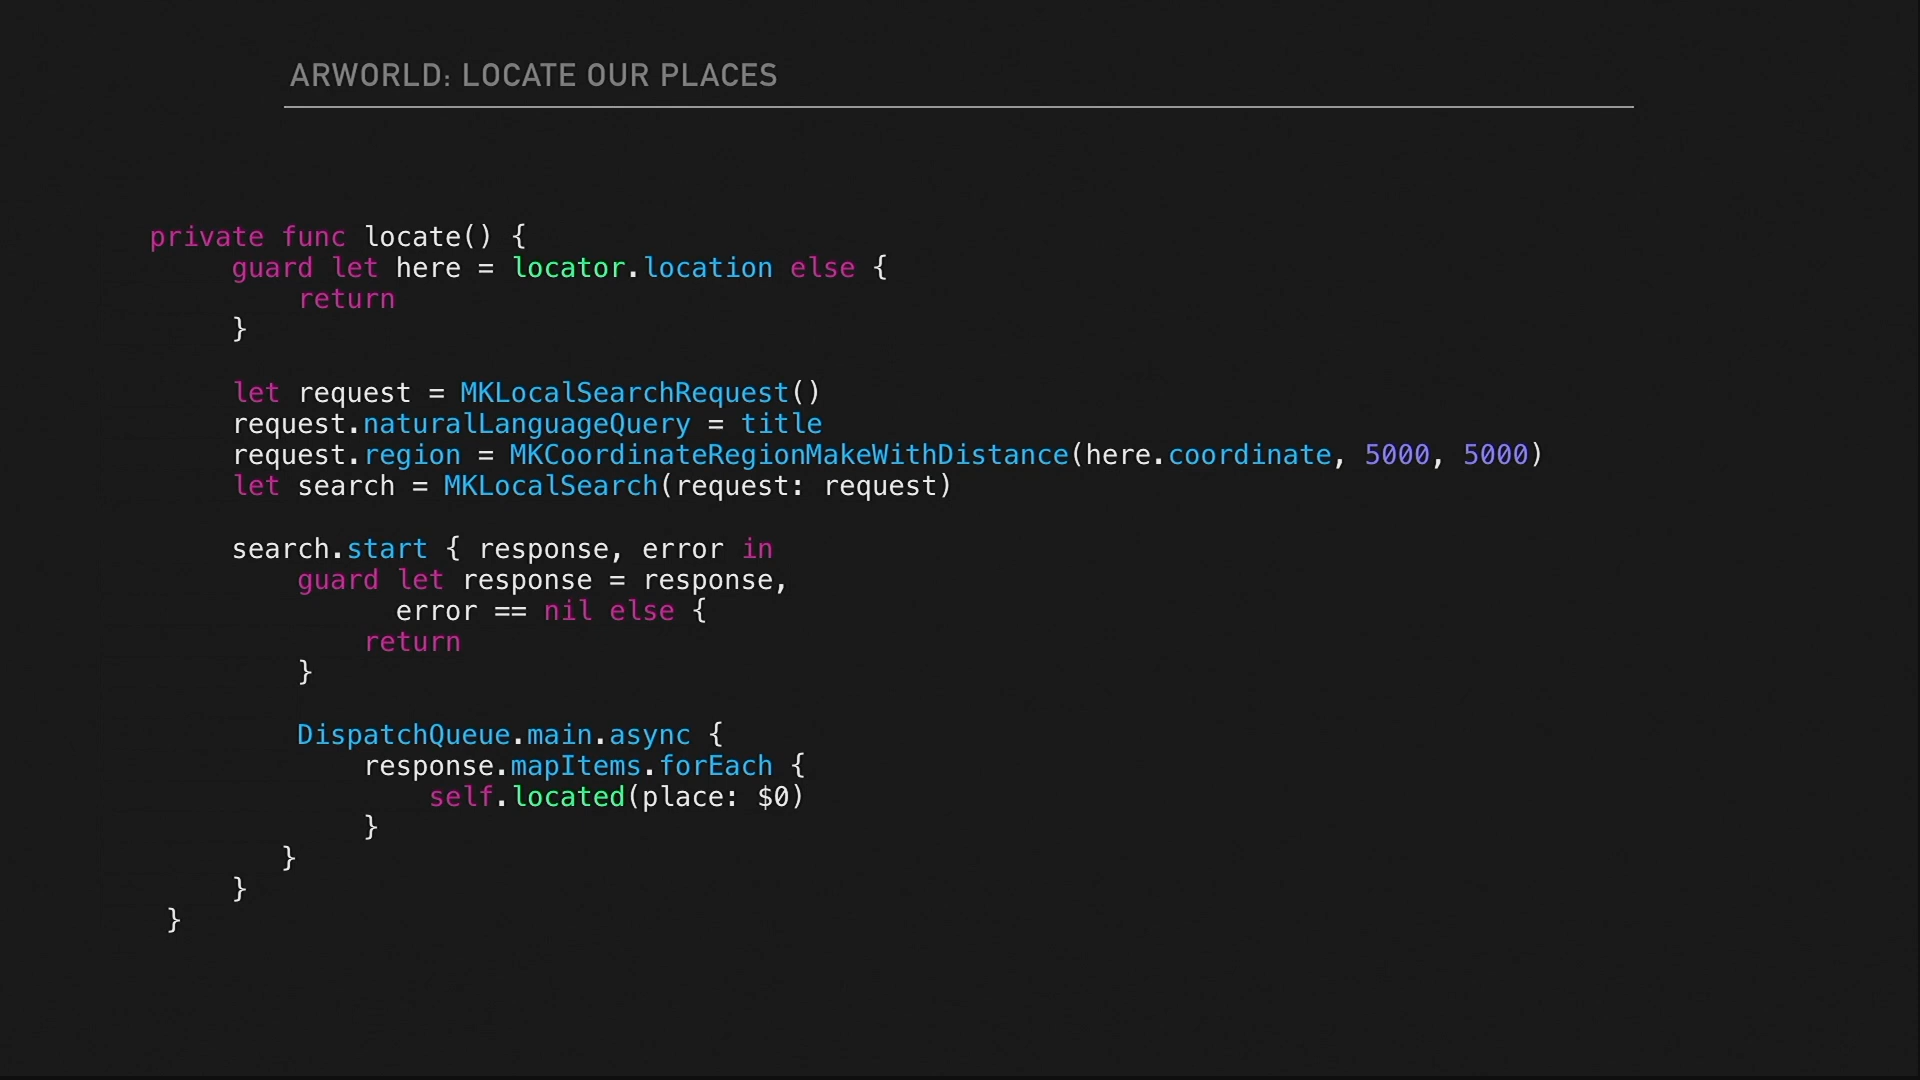 ARWORLD: LOCATE OUR PLACES
private func locate() {
guard let here = locator.location else {
return
}
let request = MKLocalSearchRequest()
request.naturalLanguageQuery = title
request.region = MKCoordinateRegionMakeWithDistance(here.coordinate, 5000, 5000)
let search = MKLocalSearch(request: request)
search.start { response, error in
guard let response = response,
error == nil else {
return
}
DispatchQueue.main.async {
response.mapItems.forEach {
self.located(place: $0)
}
}
}
}